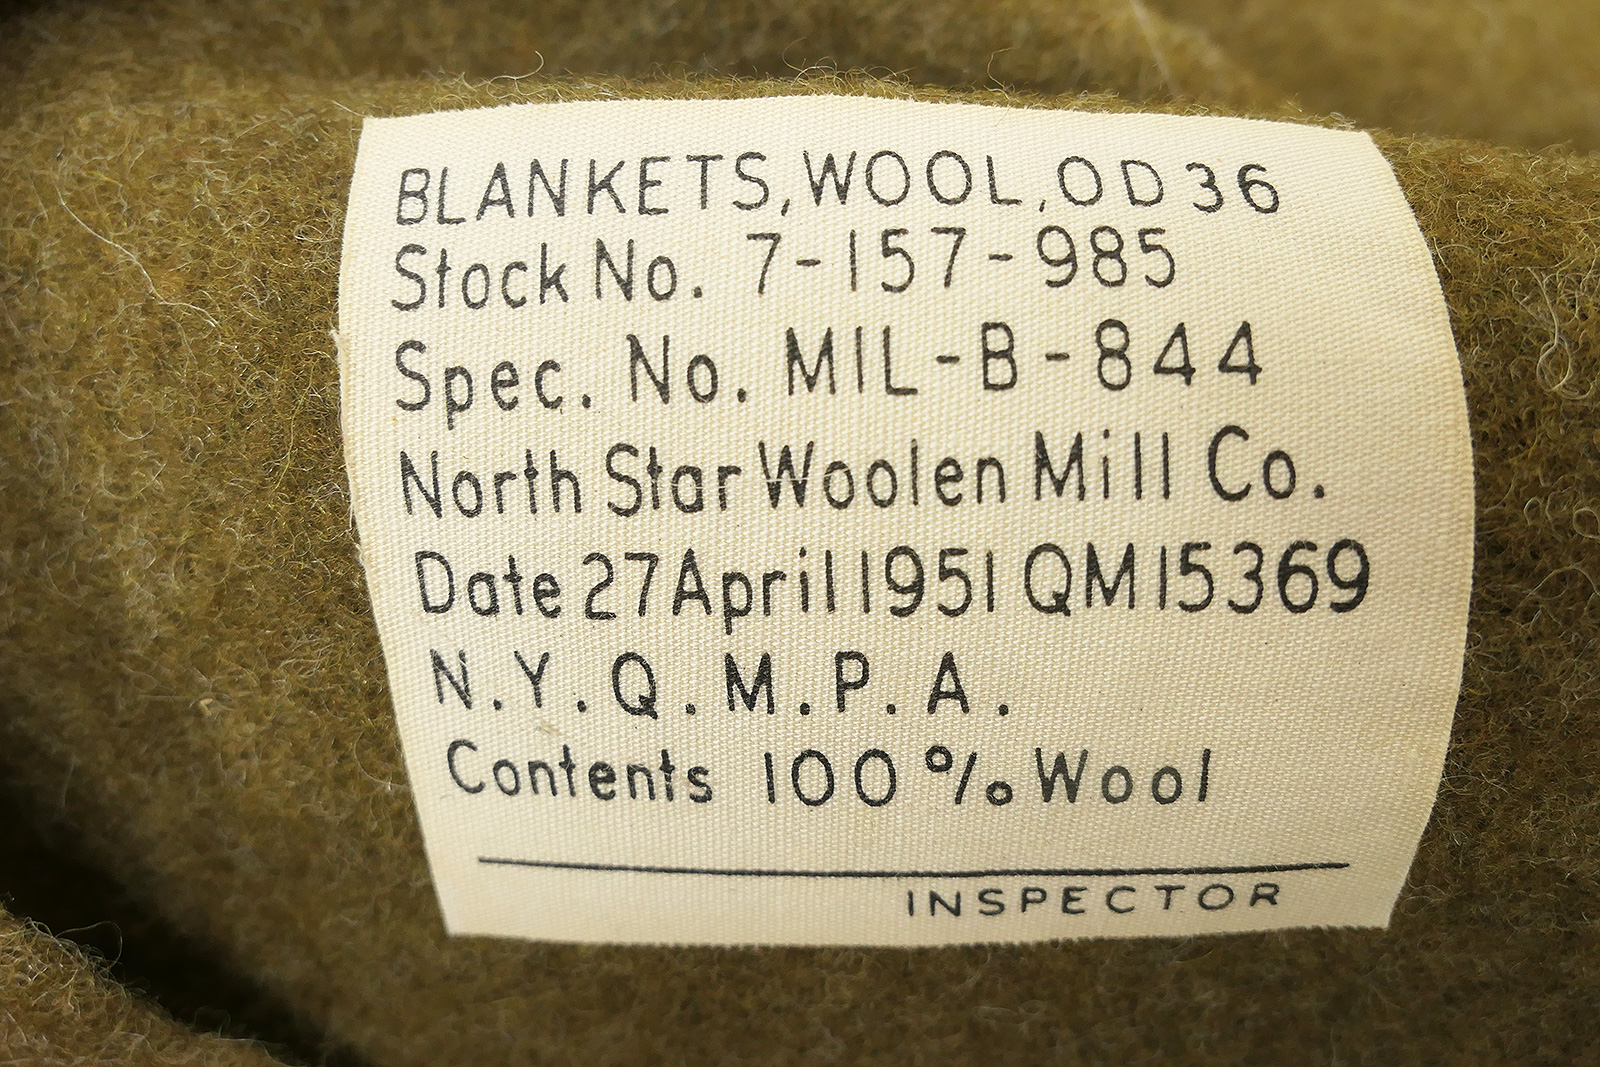 BLANKETS, WOOL, OD 36
Stock No. 7-157-985
Spec. No. MIL-B-844
North Star Woolen Mill Co.
Date 27 April 1951 QM 15369
N.Y.Q.M.P.A.
Contents 100% Wool
INSPECTOR